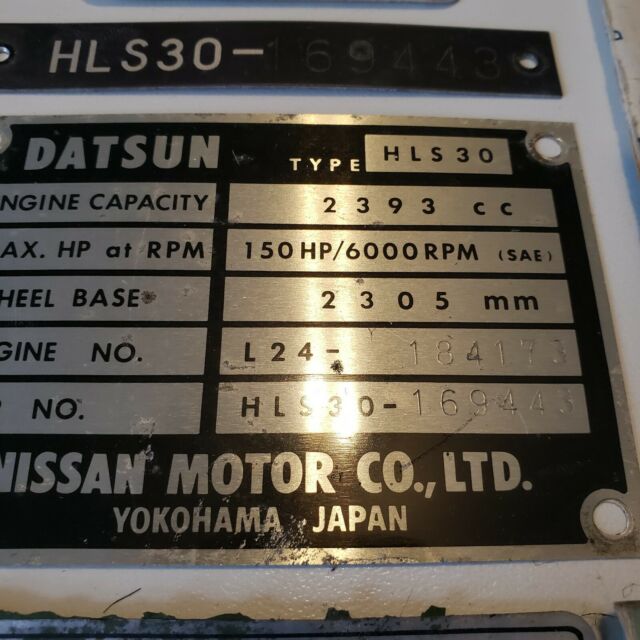 HLS30-169443
DATSUN TYPE HLS30
ENGINE CAPACITY 2393 cc
AX. HP at RPM 150HP/6000RPM (SAE)
HEEL BASE 2305 mm
GINE NO. L24- 184173
NO. HLS30-169443
NISSAN MOTOR CO., LTD.
YOKOHAMA JAPAN